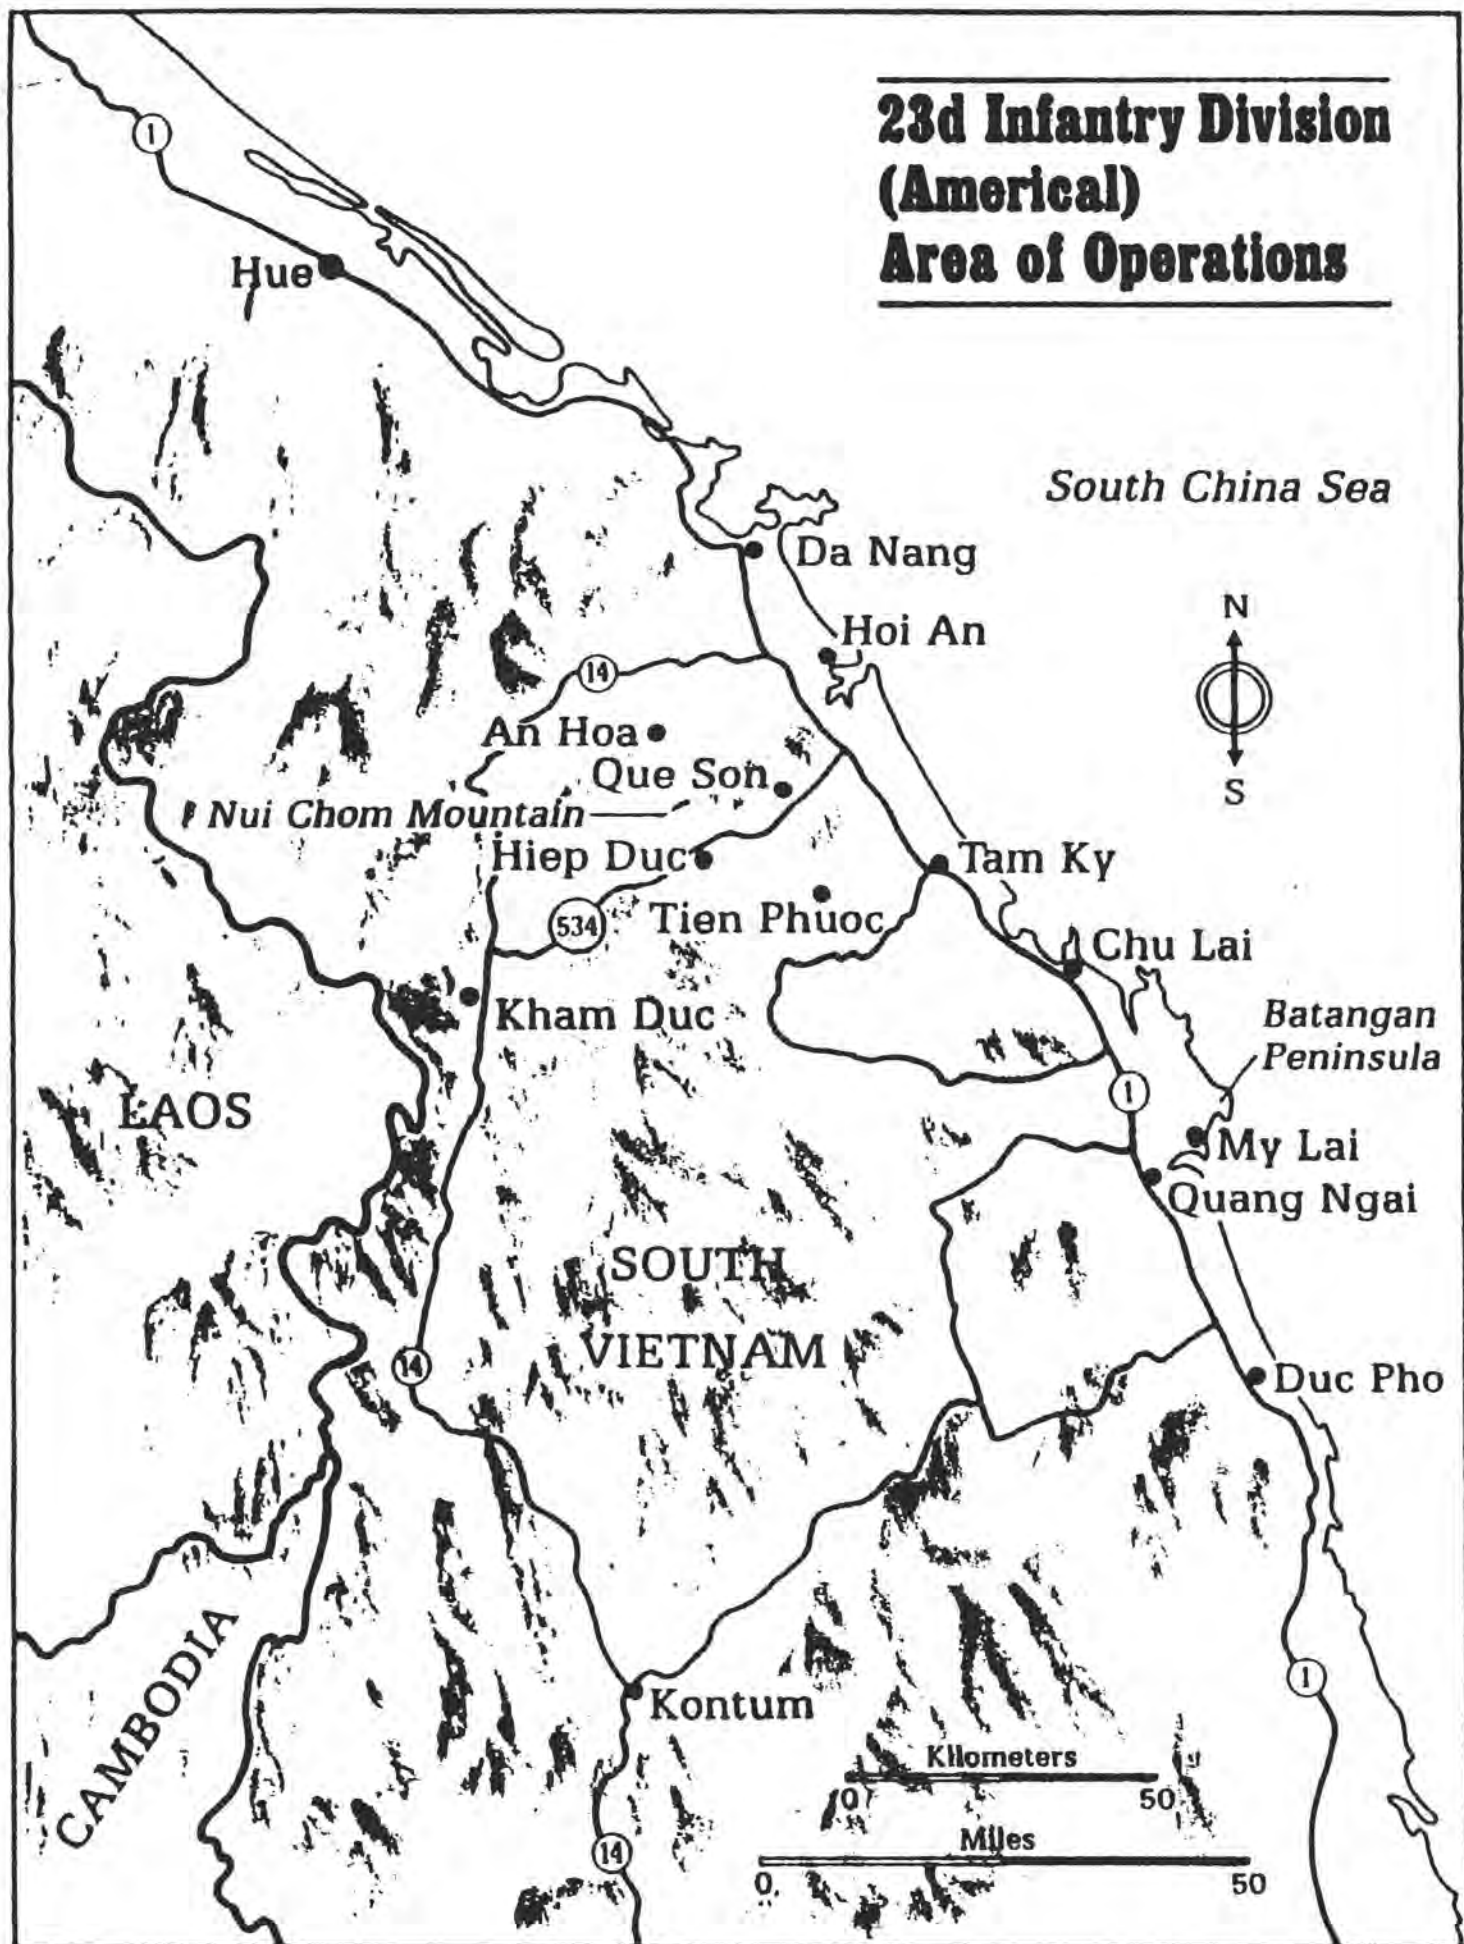 23d Infantry Division
(Americal)
Area of Operations
1
Hue
South China Sea
Da Nang
N
Hoi An
14
An Hoa
Que Son
S
Nui Chom Mountain
Hiep Duc
Tam Ky
534
Tien Phuoc
Chu Lai
Kham Duc
Batangan
Peninsula
LAOS
1
My Lai
Quang Ngai
SOUTH
VIETNAM
14
Duc Pho
CAMBODIA
1
Kontum
Kilometers
0 50
Miles
14
0 50